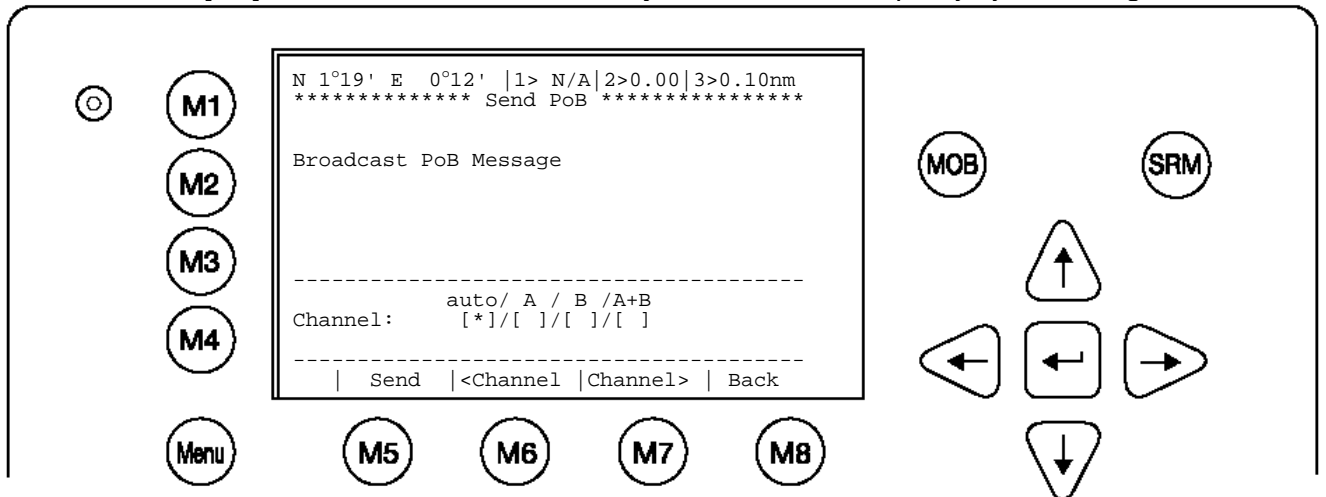 N 1°19' E 0°12' |1> N/A|2>0.00|3>0.10nm
************** Send PoB ****************
Broadcast PoB Message
----------------------------------------
auto/ A / B /A+B
Channel: [*]/[ ]/[ ]/[ ]
----------------------------------------
| Send |<Channel |Channel> | Back
M1
M2
M3
M4
Menu
M5
M6
M7
M8
MOB
SRM